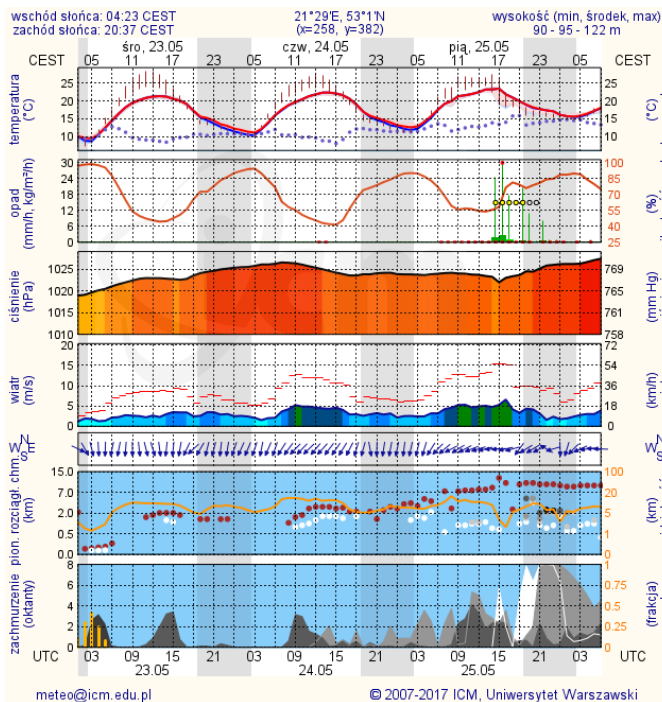 wschód słońca: 04:23 CEST 21°29'E, 53°1'N wysokość (min, środek, max)
zachód słońca: 20:37 CEST (x=258, y=382) 90 - 95 - 122 m
śro, 23.05 czw, 24.05 pią, 25.05
CEST 05 11 17 23 05 11 17 23 05 11 17 23 05 CEST
temperatura (°C)
25 20 15 10
25 20 15 10
(°C)
opad (mm/h, kg/m²/h)
30 24 18 12 6 0
100 85 70 55 40 25
(%)
ciśnienie (hPa)
1025 1020 1015 1010
769 765 761 758
(mm Hg)
wiatr (m/s)
20 15 10 5 0
72 54 36 18 0
(km/h)
N W E S
N W S
pion. rozciągł. chm. (km)
15.0 7.0 2.0 0.5 0.0
100 20 5 1 0
(km)
zachmurzenie (oktanty)
8 6 4 2 0
1 0.75 0.5 0.25 0
(frakcja)
UTC 03 09 15 21 03 09 15 21 03 09 15 21 03 UTC
23.05 24.05 25.05
meteo@icm.edu.pl © 2007-2017 ICM, Uniwersytet Warszawski